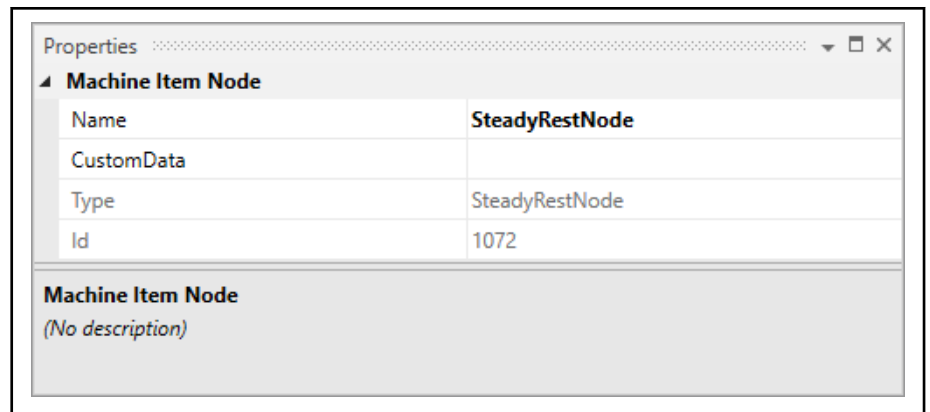 Properties
Machine Item Node
Name SteadyRestNode
CustomData
Type SteadyRestNode
Id 1072
Machine Item Node
(No description)